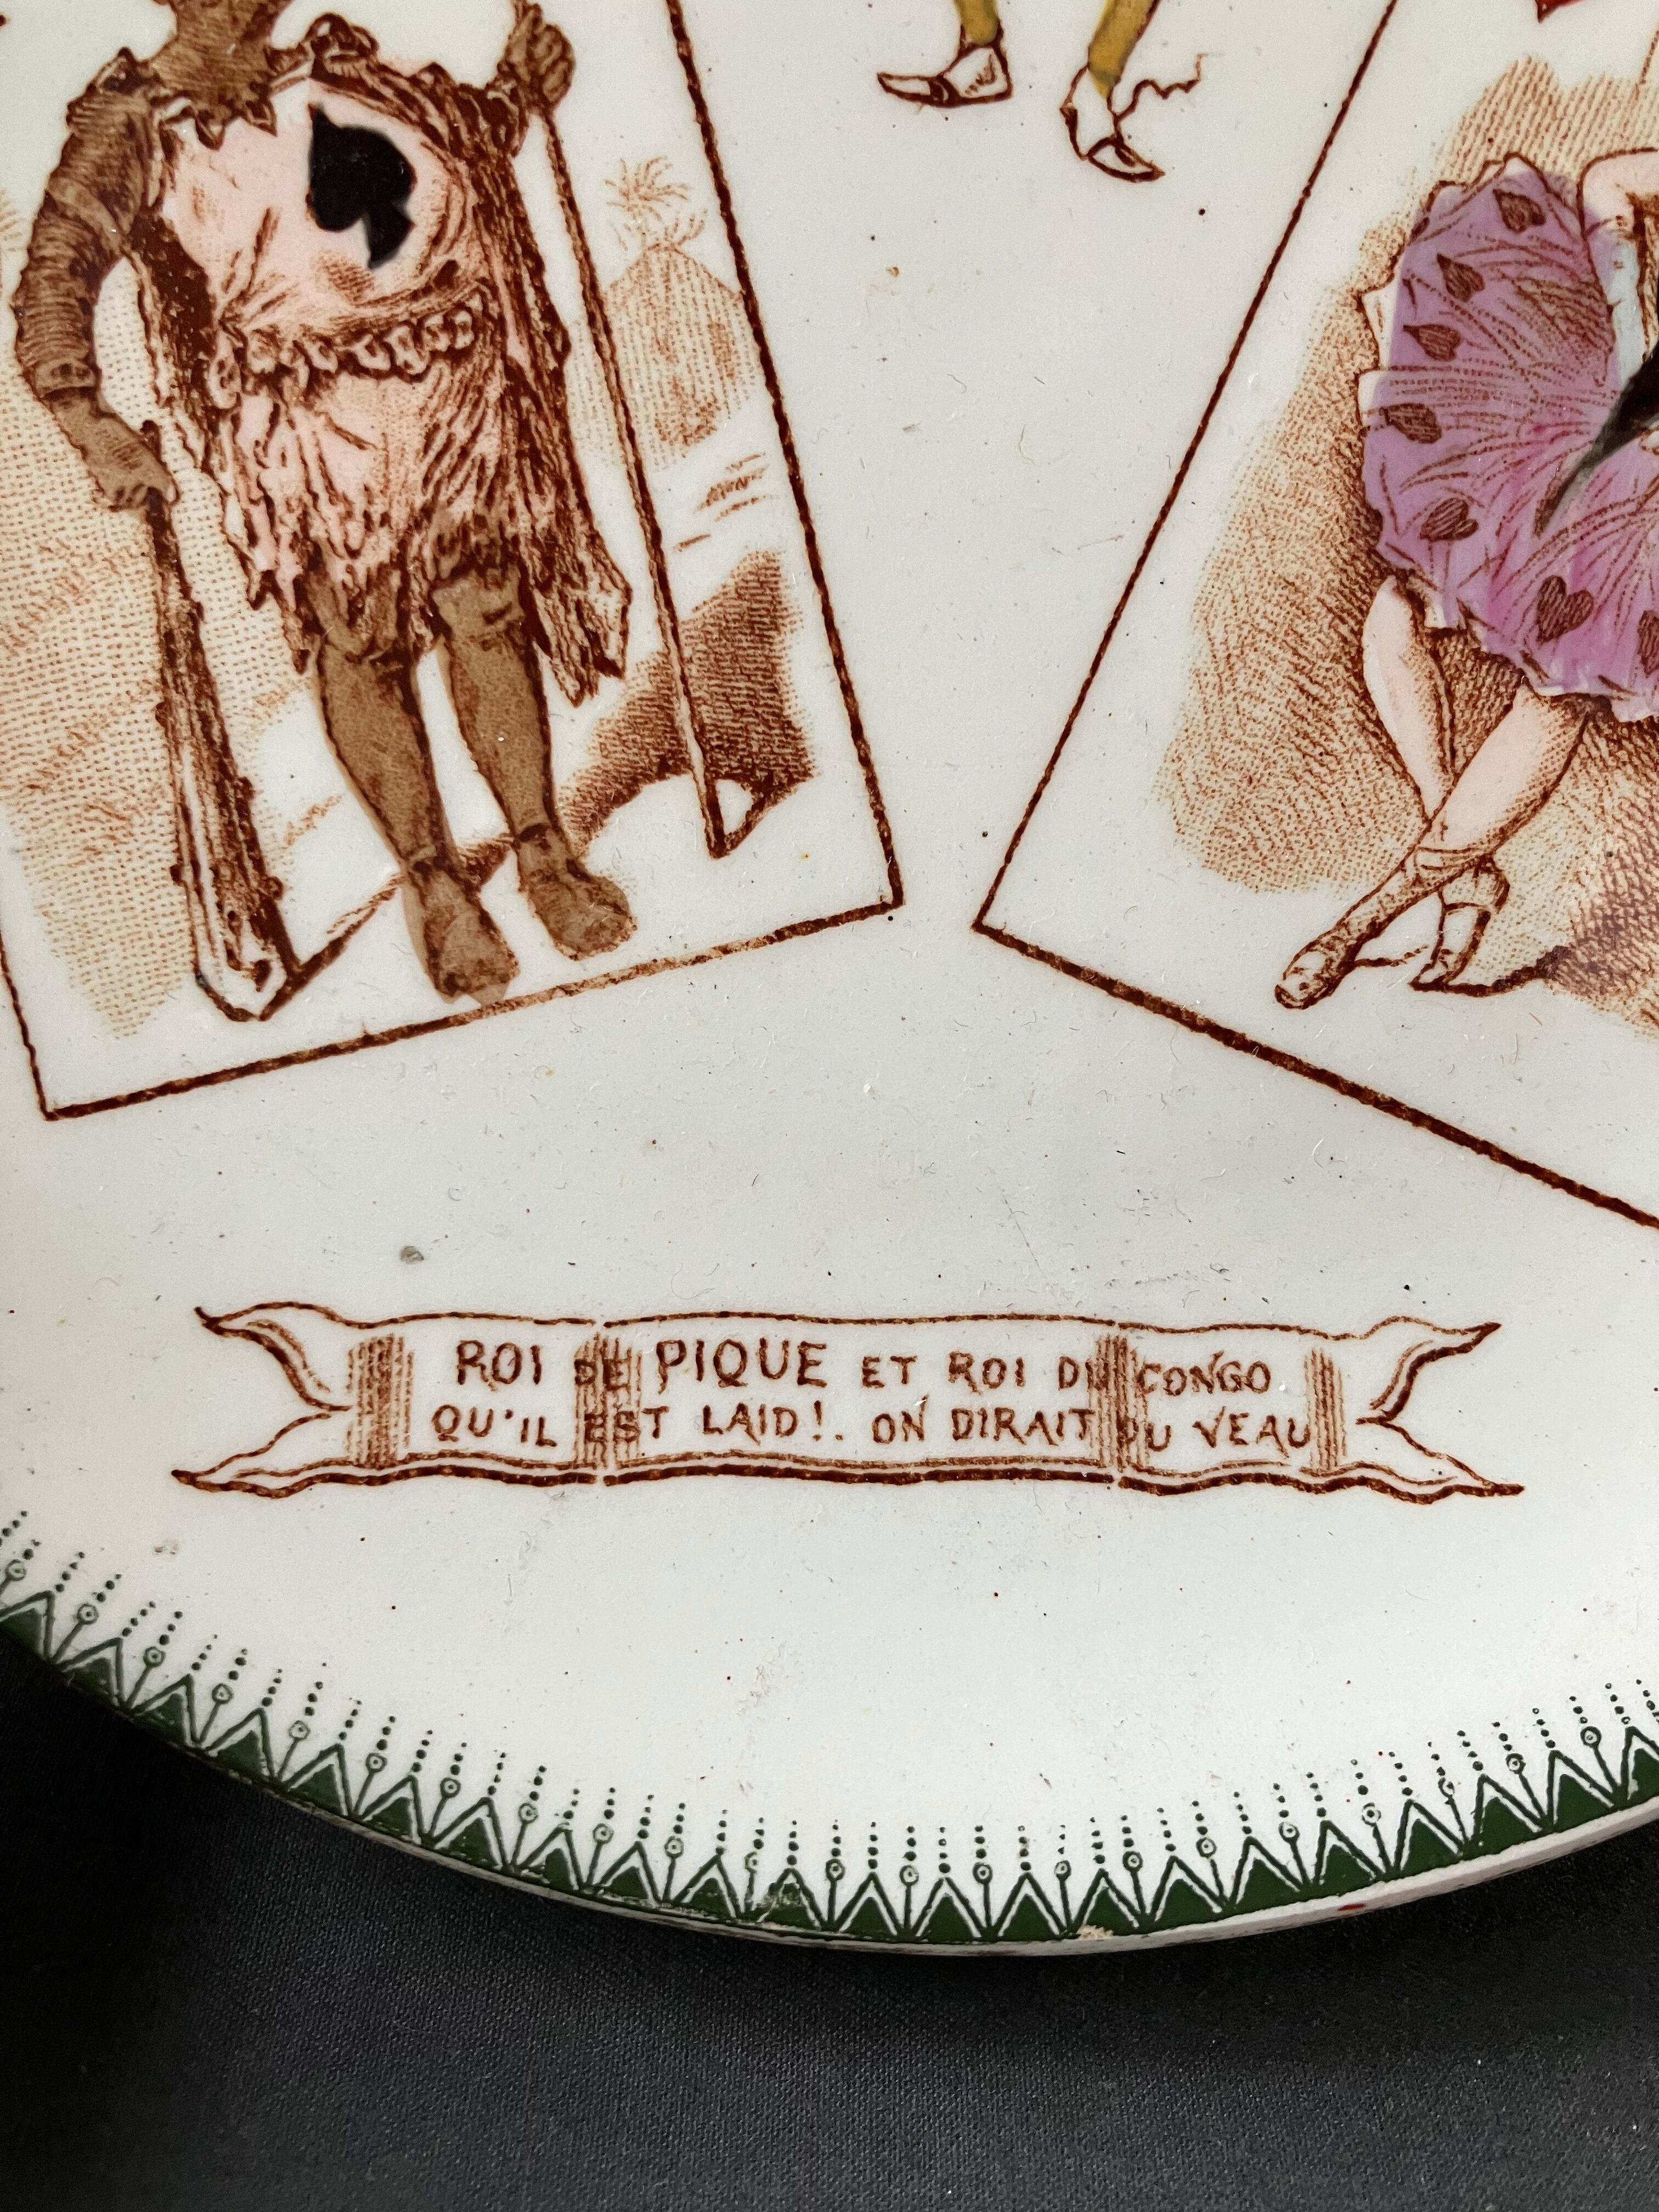 ROI DE PIQUE ET ROI DU CONGO
QU'IL EST LAID!. ON DIRAIT DU VEAU